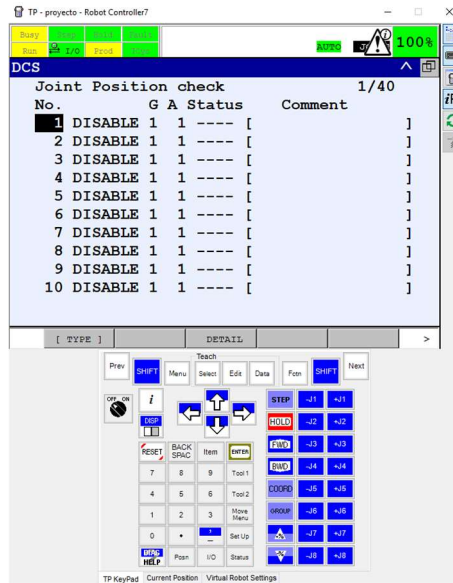 TP - proyecto - Robot Controller7
Busy Step Hold Fault
Run I/O Prod TCyc
AUTO
100%
DCS
Joint Position check 1/40
No. G A Status Comment
1 DISABLE 1 1 ---- [ ]
2 DISABLE 1 1 ---- [ ]
3 DISABLE 1 1 ---- [ ]
4 DISABLE 1 1 ---- [ ]
5 DISABLE 1 1 ---- [ ]
6 DISABLE 1 1 ---- [ ]
7 DISABLE 1 1 ---- [ ]
8 DISABLE 1 1 ---- [ ]
9 DISABLE 1 1 ---- [ ]
10 DISABLE 1 1 ---- [ ]
[ TYPE ] DETAIL >
Teach
Prev SHIFT Menu Select Edit Data Fctn SHIFT Next
OFF ON i STEP -J1 +J1
DISP HOLD -J2 +J2
RESET BACK SPAC Item ENTER FWD -J3 +J3
7 8 9 Tool 1 BWD -J4 +J4
4 5 6 Tool 2 COORD -J5 +J5
1 2 3 Move Menu GROUP -J6 +J6
0 . - Set Up -J7 +J7
DIAG HELP Posn I/O Status -J8 +J8
TP KeyPad Current Position Virtual Robot Settings